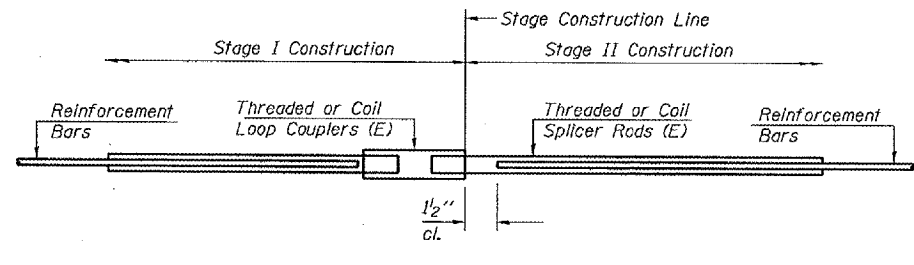 Stage Construction Line
Stage I Construction
Stage II Construction
Reinforcement
Bars
Threaded or Coil
Loop Couplers (E)
Threaded or Coil
Splicer Rods (E)
Reinforcement
Bars
1½"
cl.